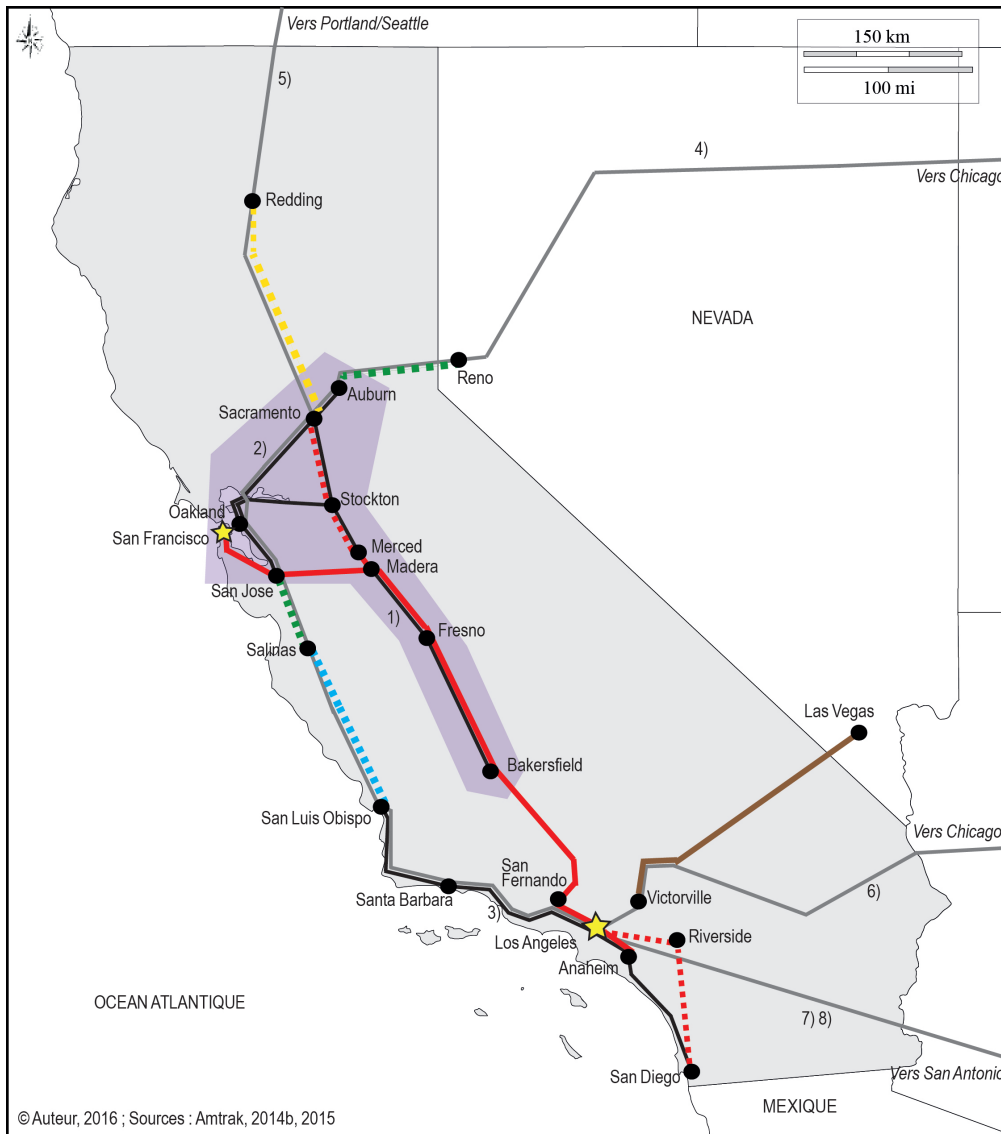 Vers Portland/Seattle
150 km
100 mi
N
5)
4)
Vers Chicago
Redding
NEVADA
Reno
Auburn
Sacramento
2)
Stockton
Oakland
San Francisco
Merced
Madera
San Jose
1)
Fresno
Salinas
Las Vegas
Bakersfield
San Luis Obispo
Vers Chicago
San
Fernando
6)
Santa Barbara
Victorville
3)
Los Angeles
Riverside
Anaheim
OCEAN ATLANTIQUE
7) 8)
San Diego
Vers San Antonio
MEXIQUE
© Auteur, 2016 ; Sources : Amtrak, 2014b, 2015